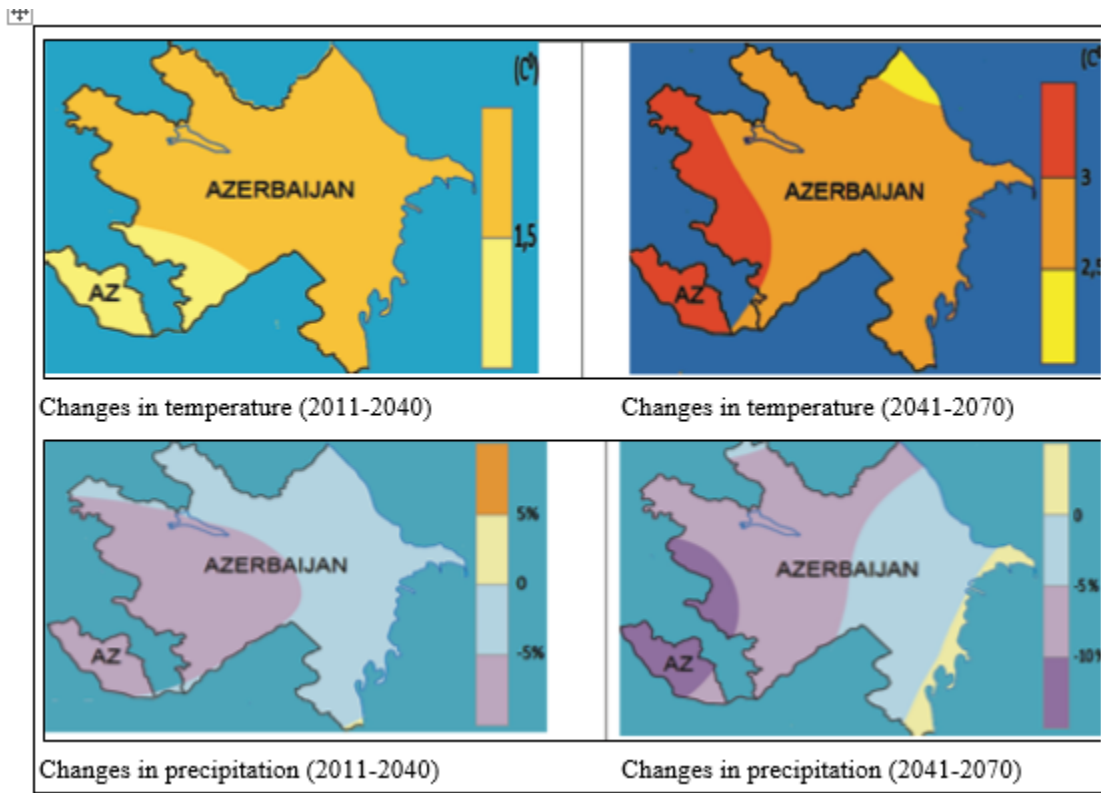 (C⁰)
AZERBAIJAN
1,5
AZ
(C⁰
3
AZERBAIJAN
2,5
AZ
Changes in temperature (2011-2040)
Changes in temperature (2041-2070)
5%
AZERBAIJAN
0
AZ
-5%
0
AZERBAIJAN
-5%
AZ
-10%
Changes in precipitation (2011-2040)
Changes in precipitation (2041-2070)